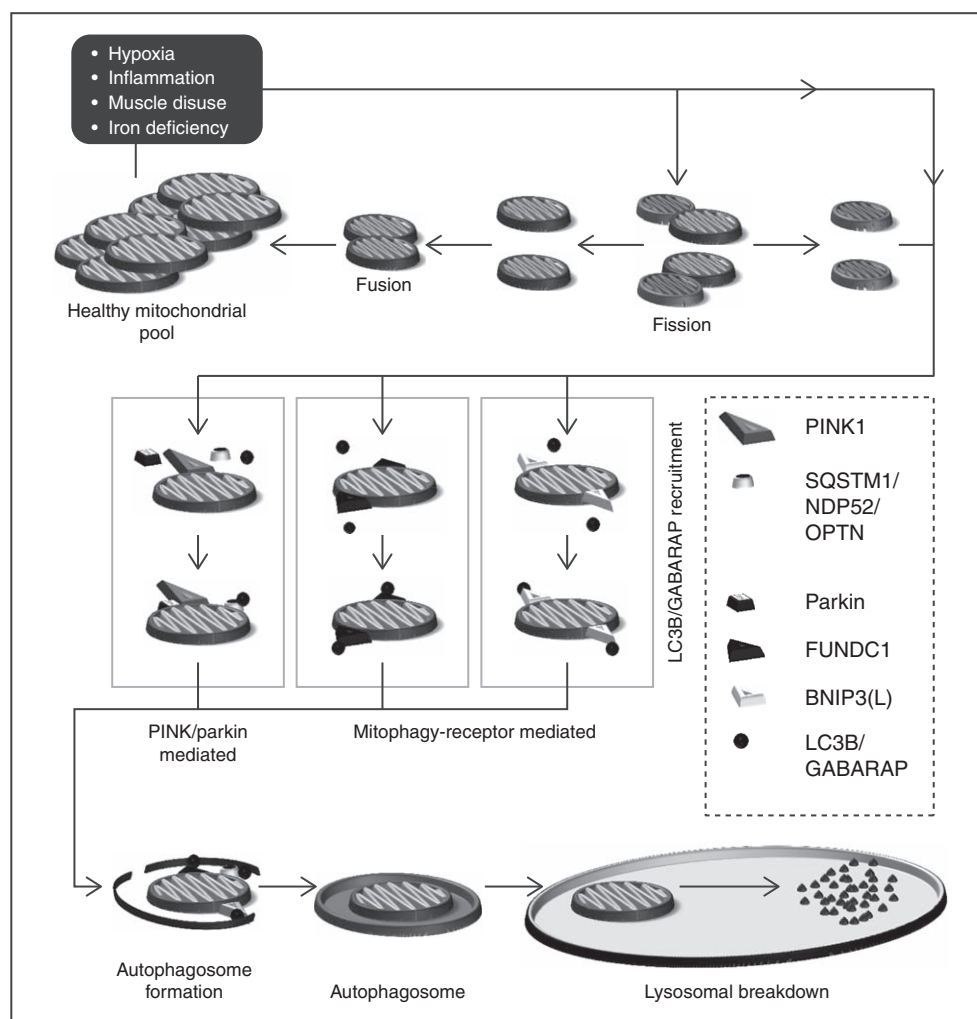 • Hypoxia
• Inflammation
• Muscle disuse
• Iron deficiency
Fusion
Healthy mitochondrial
pool
Fission
LC3B/GABARAP recruitment
PINK1
SQSTM1/
NDP52/
OPTN
Parkin
FUNDC1
BNIP3(L)
LC3B/
GABARAP
PINK/parkin
mediated
Mitophagy-receptor mediated
Autophagosome
formation
Autophagosome
Lysosomal breakdown